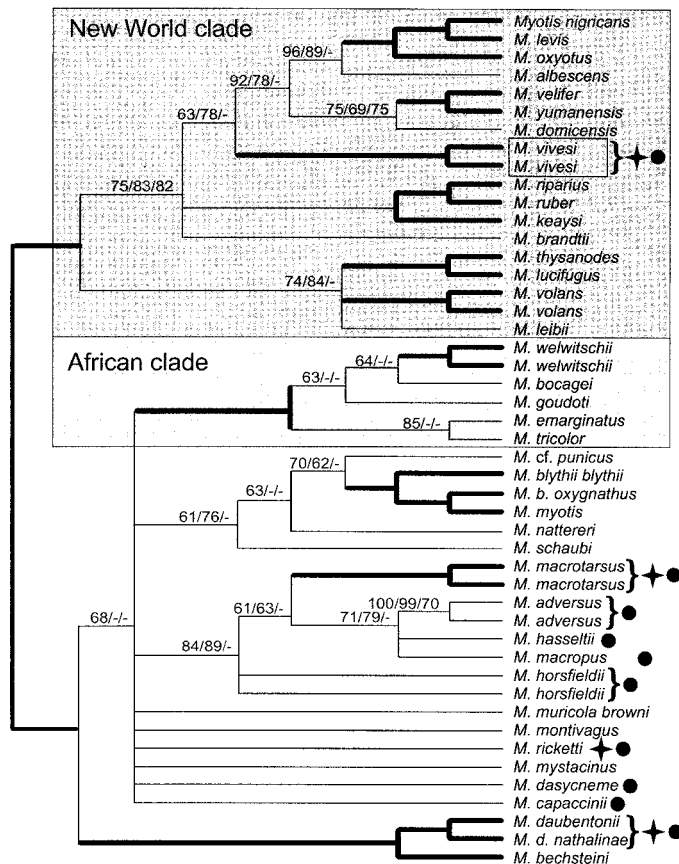 New World clade
Myotis nigricans
M. levis
96/89/-
M. oxyotus
92/78/-
M. albescens
M. velifer
75/69/75
M. yumanensis
63/78/-
M. domicensis
M. vivesi
M. vivesi
75/83/82
M. riparius
M. ruber
M. keaysi
M. brandtii
M. thysanodes
74/84/-
M. lucifugus
M. volans
M. volans
M. leibii
African clade
M. welwitschii
64/-/-
M. welwitschii
63/-/-
M. bocagei
M. goudoti
85/-/-
M. emarginatus
M. tricolor
70/62/-
M. cf. punicus
M. blythii blythii
63/-/-
M. b. oxygnathus
M. myotis
61/76/-
M. nattereri
M. schaubi
M. macrotarsus
M. macrotarsus
61/63/-
100/99/70
M. adversus
68/-/-
71/79/-
M. adversus
M. hasseltii
84/89/-
M. macropus
M. horsfieldii
M. horsfieldii
M. muricola browni
M. montivagus
M. ricketti
M. mystacinus
M. dasycneme
M. capaccinii
M. daubentonii
M. d. nathalinae
M. bechsteini